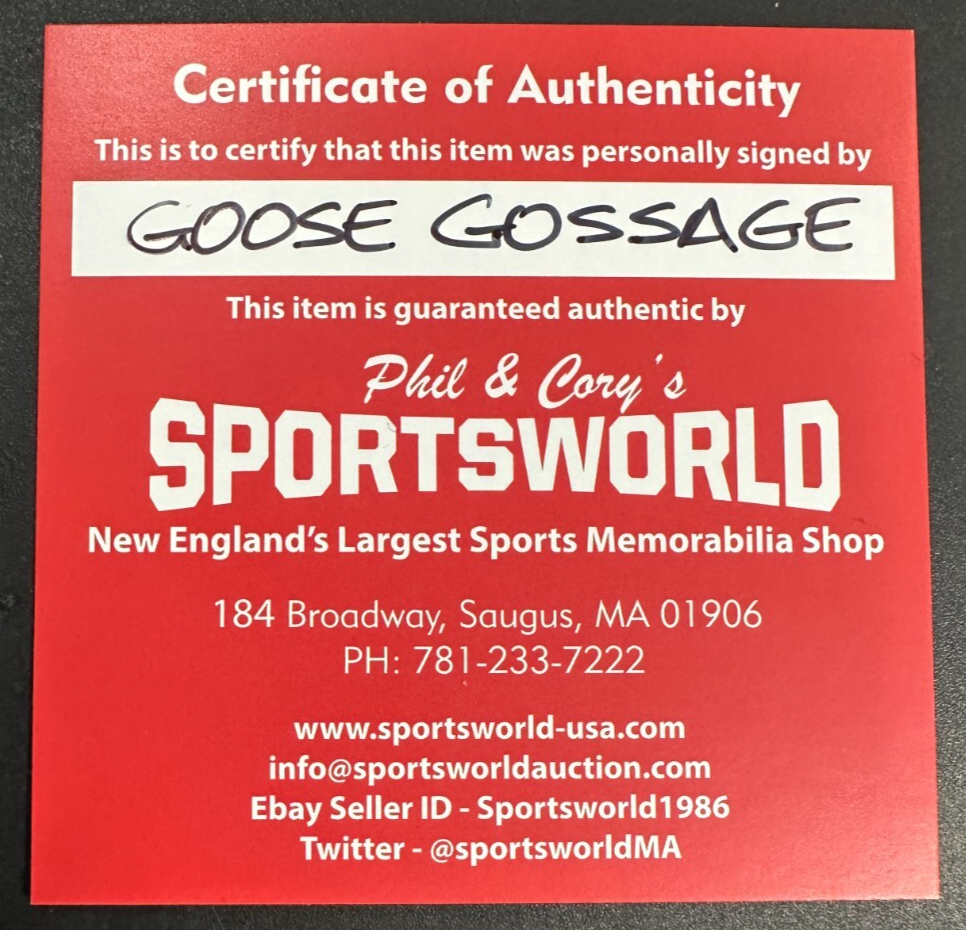 Certificate of Authenticity
This is to certify that this item was personally signed by
GOOSE GOSSAGE
This item is guaranteed authentic by
Phil & Cory's
SPORTSWORLD
New England's Largest Sports Memorabilia Shop
184 Broadway, Saugus, MA 01906
PH: 781-233-7222
www.sportsworld-usa.com
info@sportsworldauction.com
Ebay Seller ID - Sportsworld1986
Twitter - @sportsworldMA